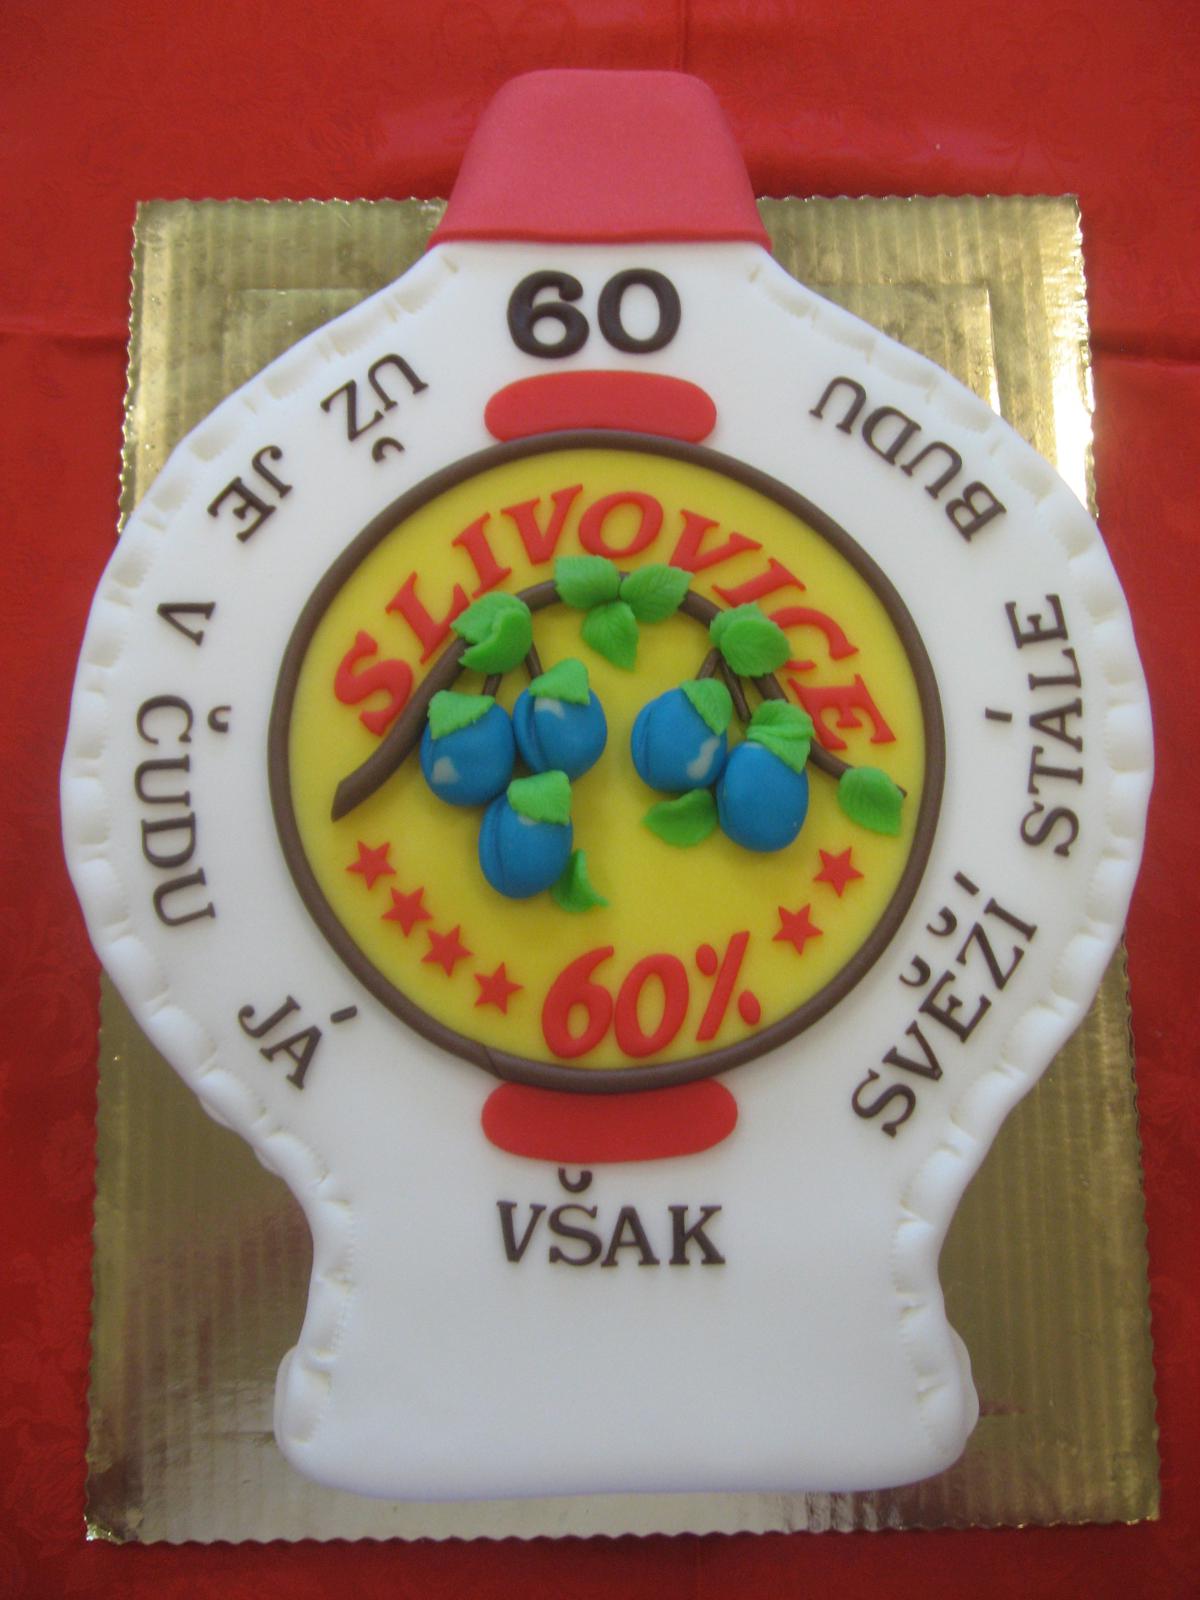 60
UŽ JE V ČUDU
JÁ VŠAK
BUDU STÁLE SVĚŽÍ
SLIVOVICE
60%